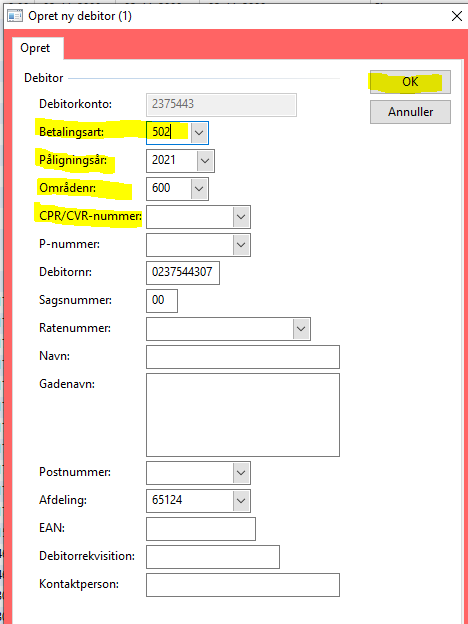 Opret ny debitor (1)
Opret
Debitor
OK
Annuller
Debitorkonto: 2375443
Betalingsart: 502
Påligningsår: 2021
Områdenr: 600
CPR/CVR-nummer:
P-nummer:
Debitornr: 0237544307
Sagsnummer: 00
Ratenummer:
Navn:
Gadenavn:
Postnummer:
Afdeling: 65124
EAN:
Debitorrekvisition:
Kontaktperson: